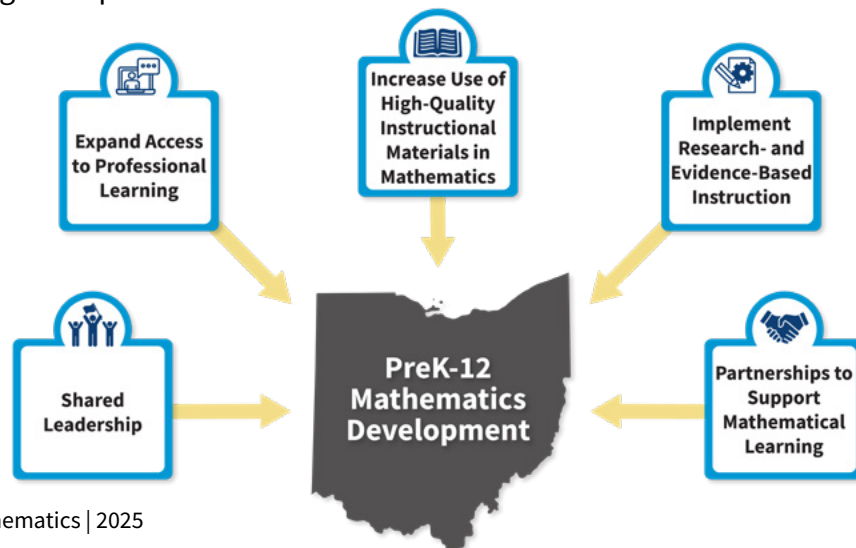 Increase Use of
High-Quality
Instructional
Materials in
Mathematics
Expand Access
to Professional
Learning
Implement
Research- and
Evidence-Based
Instruction
Shared
Leadership
PreK-12
Mathematics
Development
Partnerships to
Support
Mathematical
Learning
| 2025